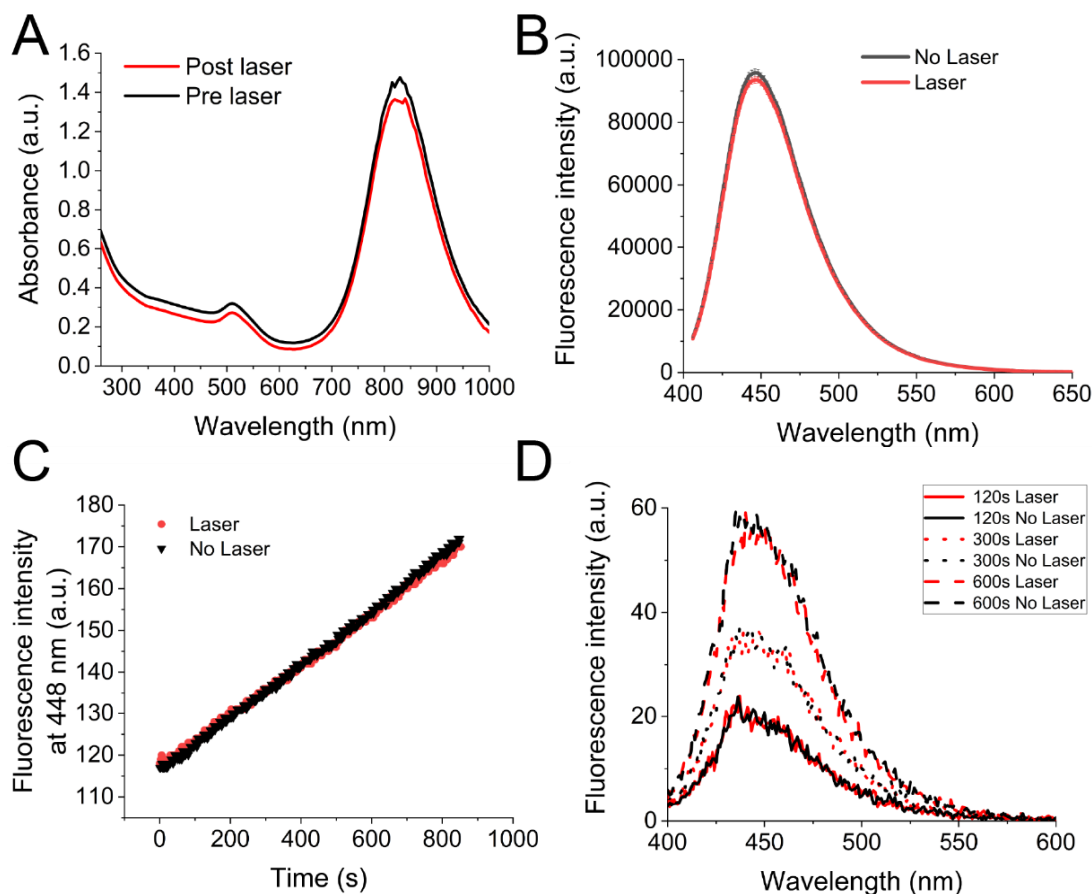 A
Post laser
Pre laser
1.6
1.4
1.2
1.0
0.8
0.6
0.4
0.2
0.0
Absorbance (a.u.)
300 400 500 600 700 800 900 1000
Wavelength (nm)
B
No Laser
Laser
100000
80000
60000
40000
20000
0
Fluorescence intensity (a.u.)
400 450 500 550 600 650
Wavelength (nm)
C
Laser
No Laser
180
170
160
150
140
130
120
110
Fluorescence intensity
at 448 nm (a.u.)
0 200 400 600 800 1000
Time (s)
D
120s Laser
120s No Laser
300s Laser
300s No Laser
600s Laser
600s No Laser
60
40
20
0
Fluorescence intensity (a.u.)
400 450 500 550 600
Wavelength (nm)